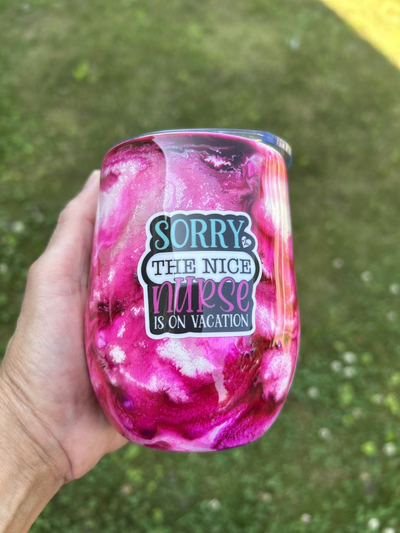 SORRY
THE NICE
nurse
IS ON VACATION